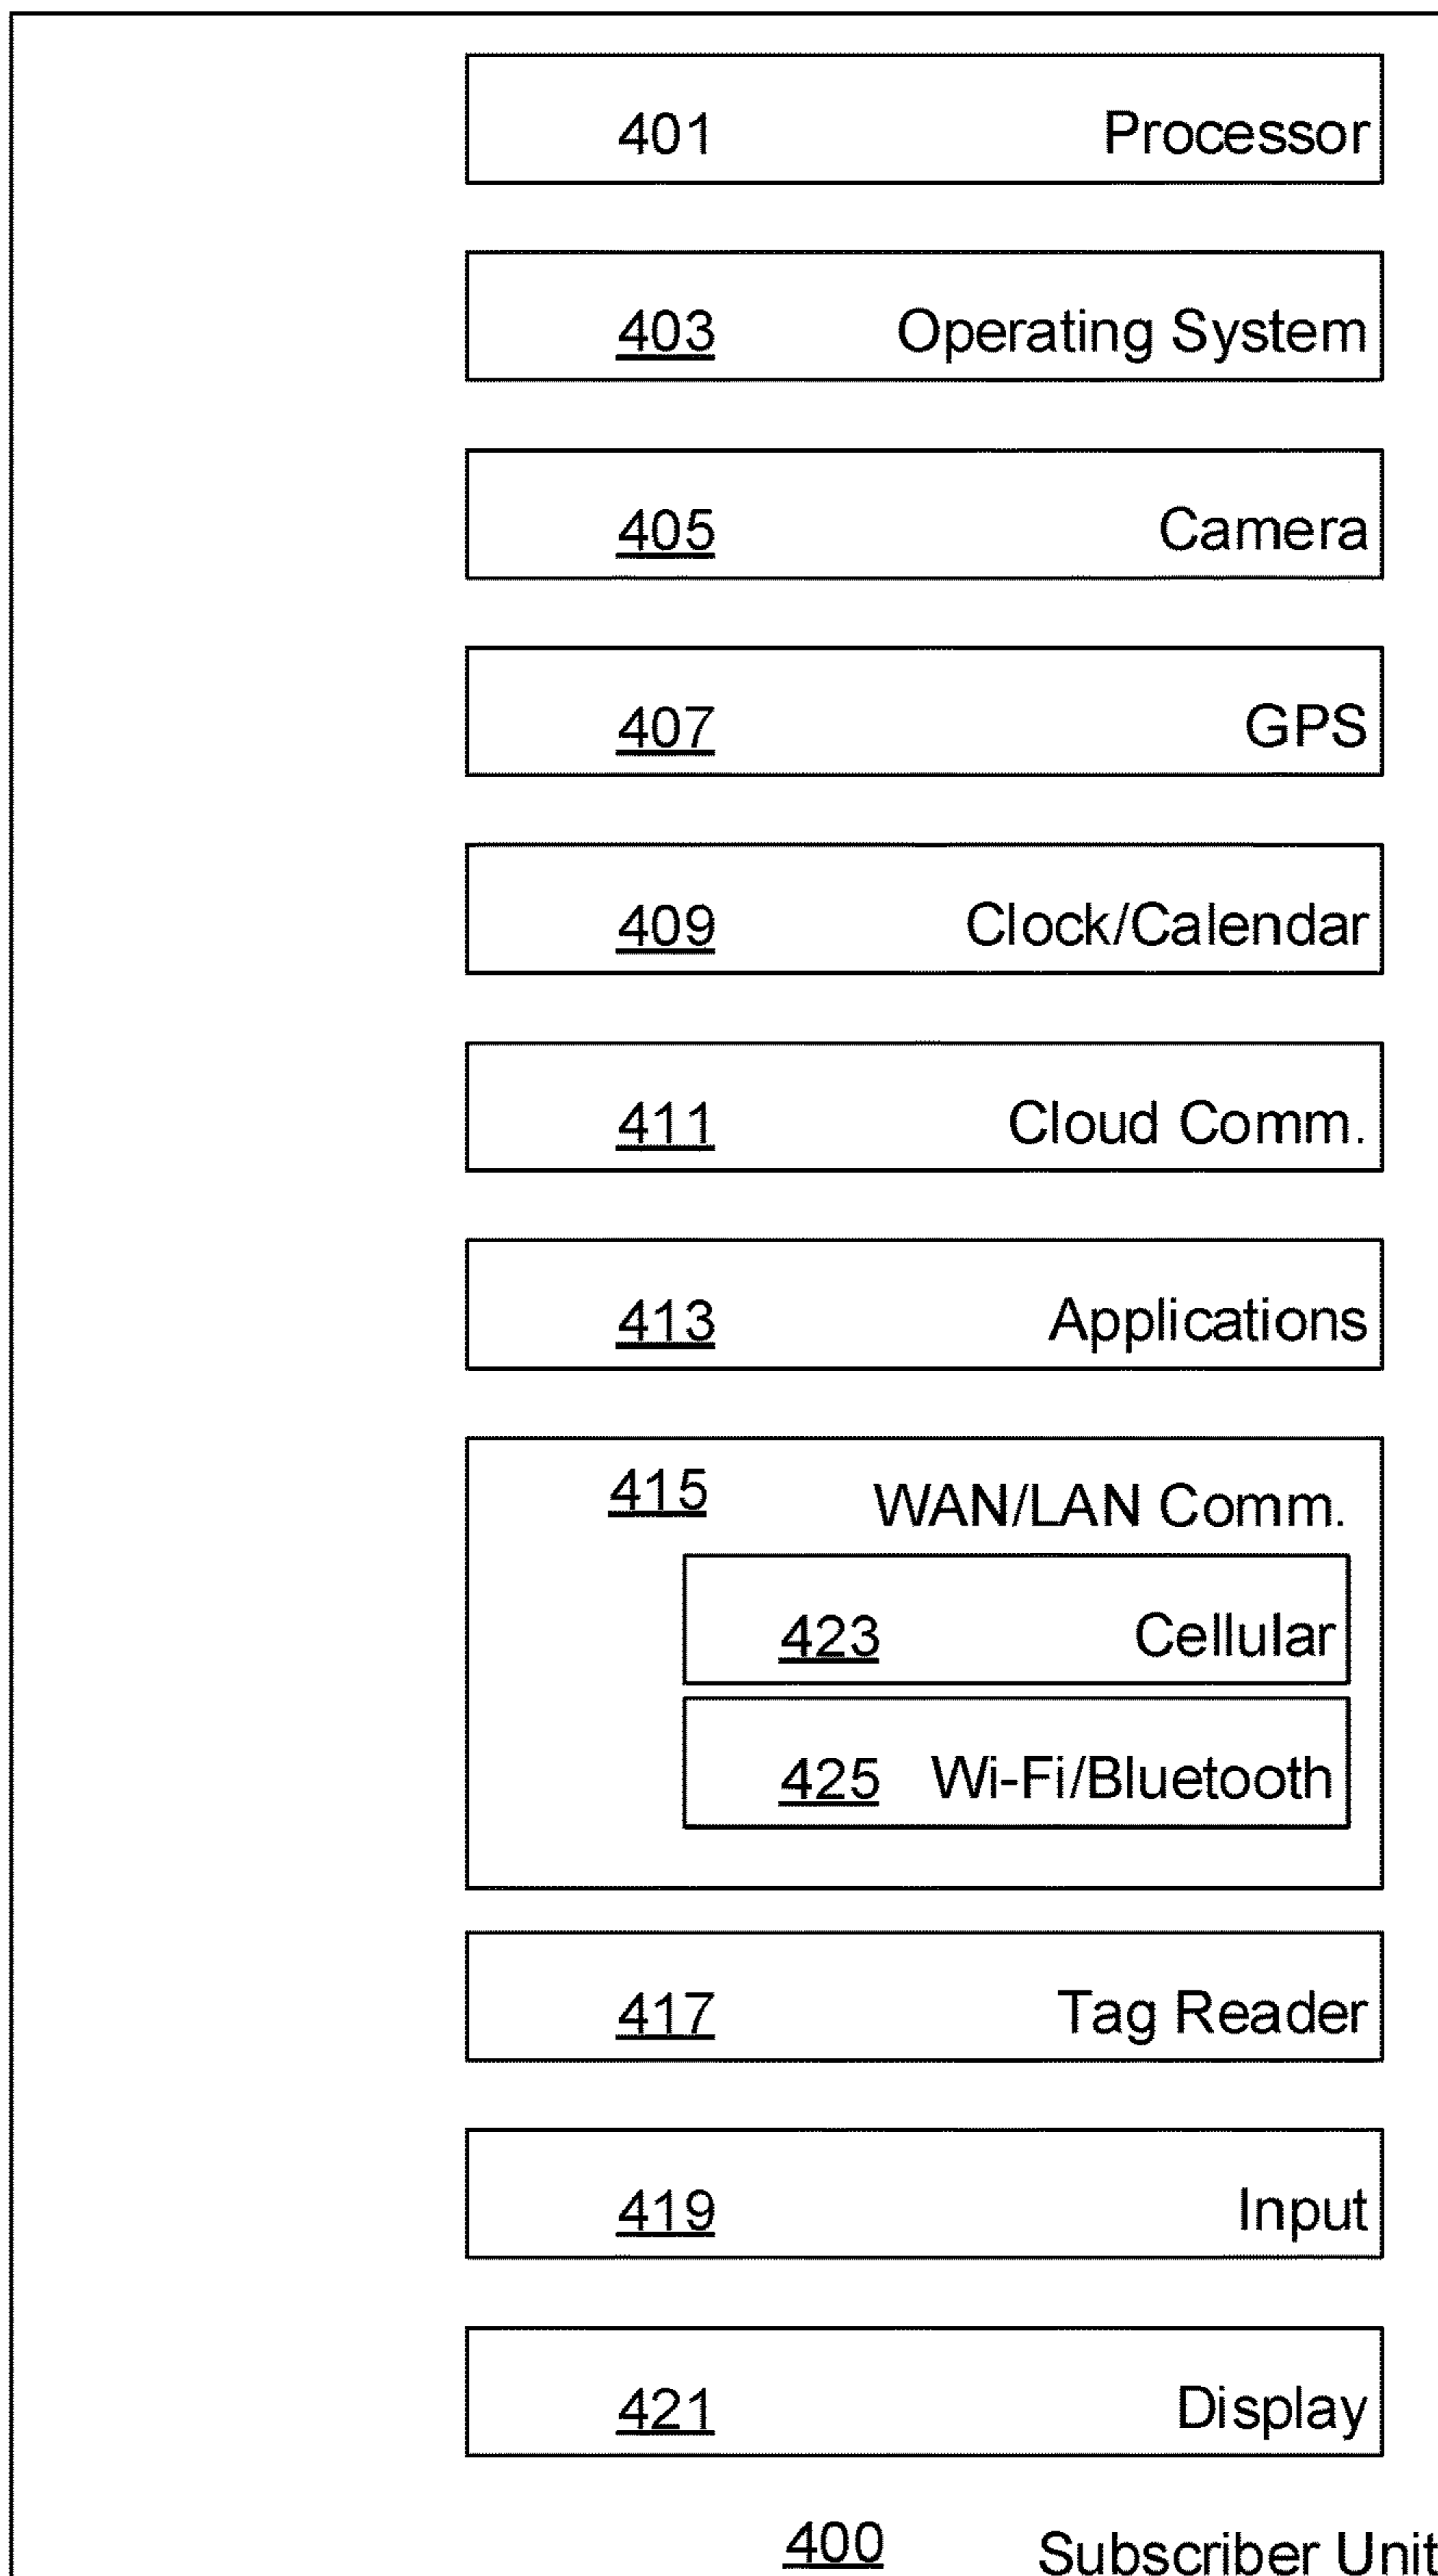 401 Processor
403 Operating System
405 Camera
407 GPS
409 Clock/Calendar
411 Cloud Comm.
413 Applications
415 WAN/LAN Comm.
423 Cellular
425 Wi-Fi/Bluetooth
417 Tag Reader
419 Input
421 Display
400 Subscriber Unit